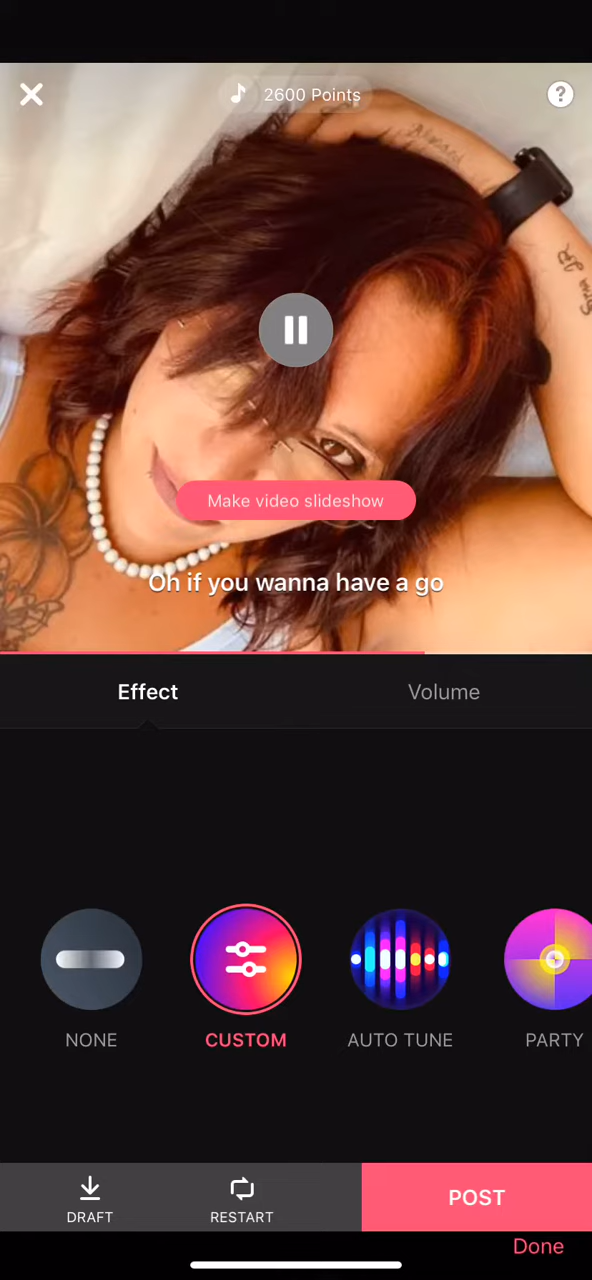 2600 Points
?
Make video slideshow
Oh if you wanna have a go
Effect
Volume
NONE
CUSTOM
AUTO TUNE
PARTY
DRAFT
RESTART
POST
Done